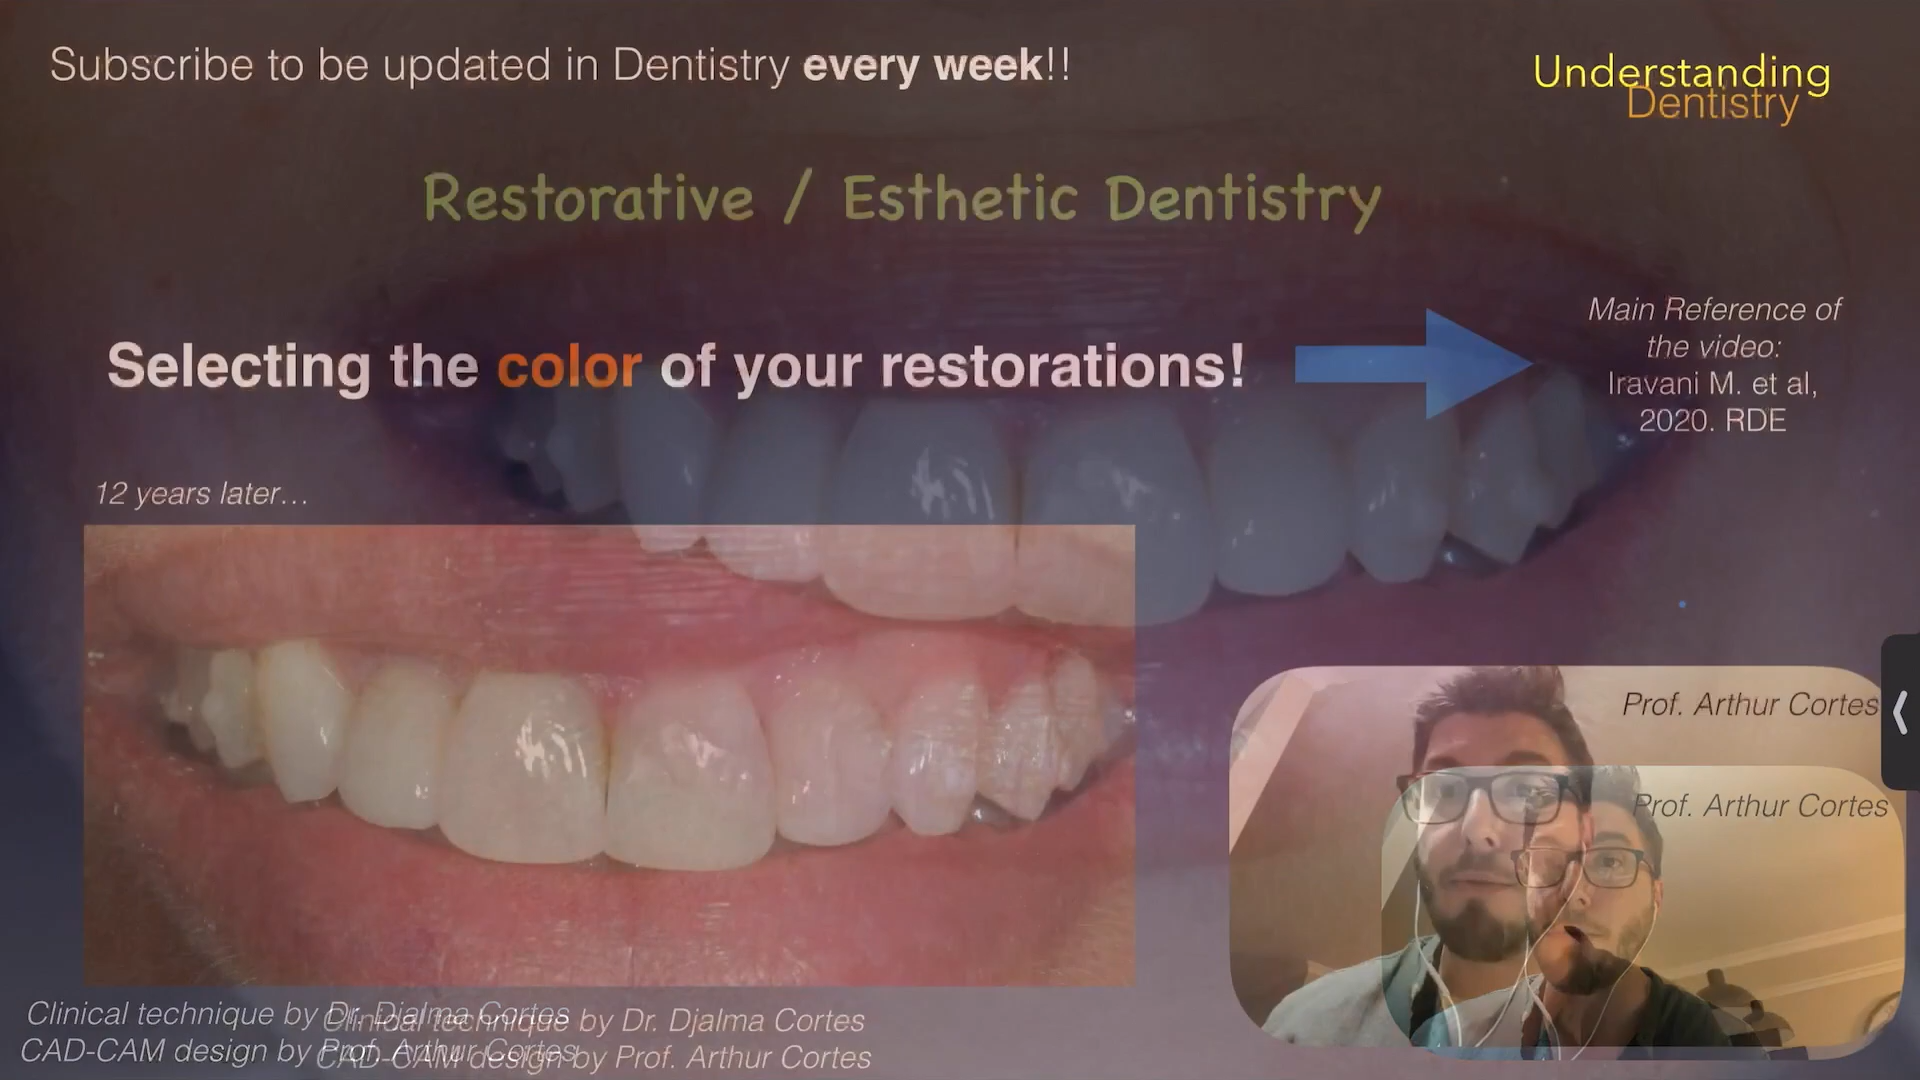 Subscribe to be updated in Dentistry every week!!
Understanding
Dentistry
Restorative / Esthetic Dentistry
Selecting the color of your restorations!
Main Reference of
the video:
Iravani M. et al,
2020. RDE
12 years later...
Prof. Arthur Cortes
Prof. Arthur Cortes
Clinical technique by Dr. Djalma Cortes
CAD-CAM design by Prof. Arthur Cortes
Clinical technique by Dr. Djalma Cortes
CAD-CAM design by Prof. Arthur Cortes